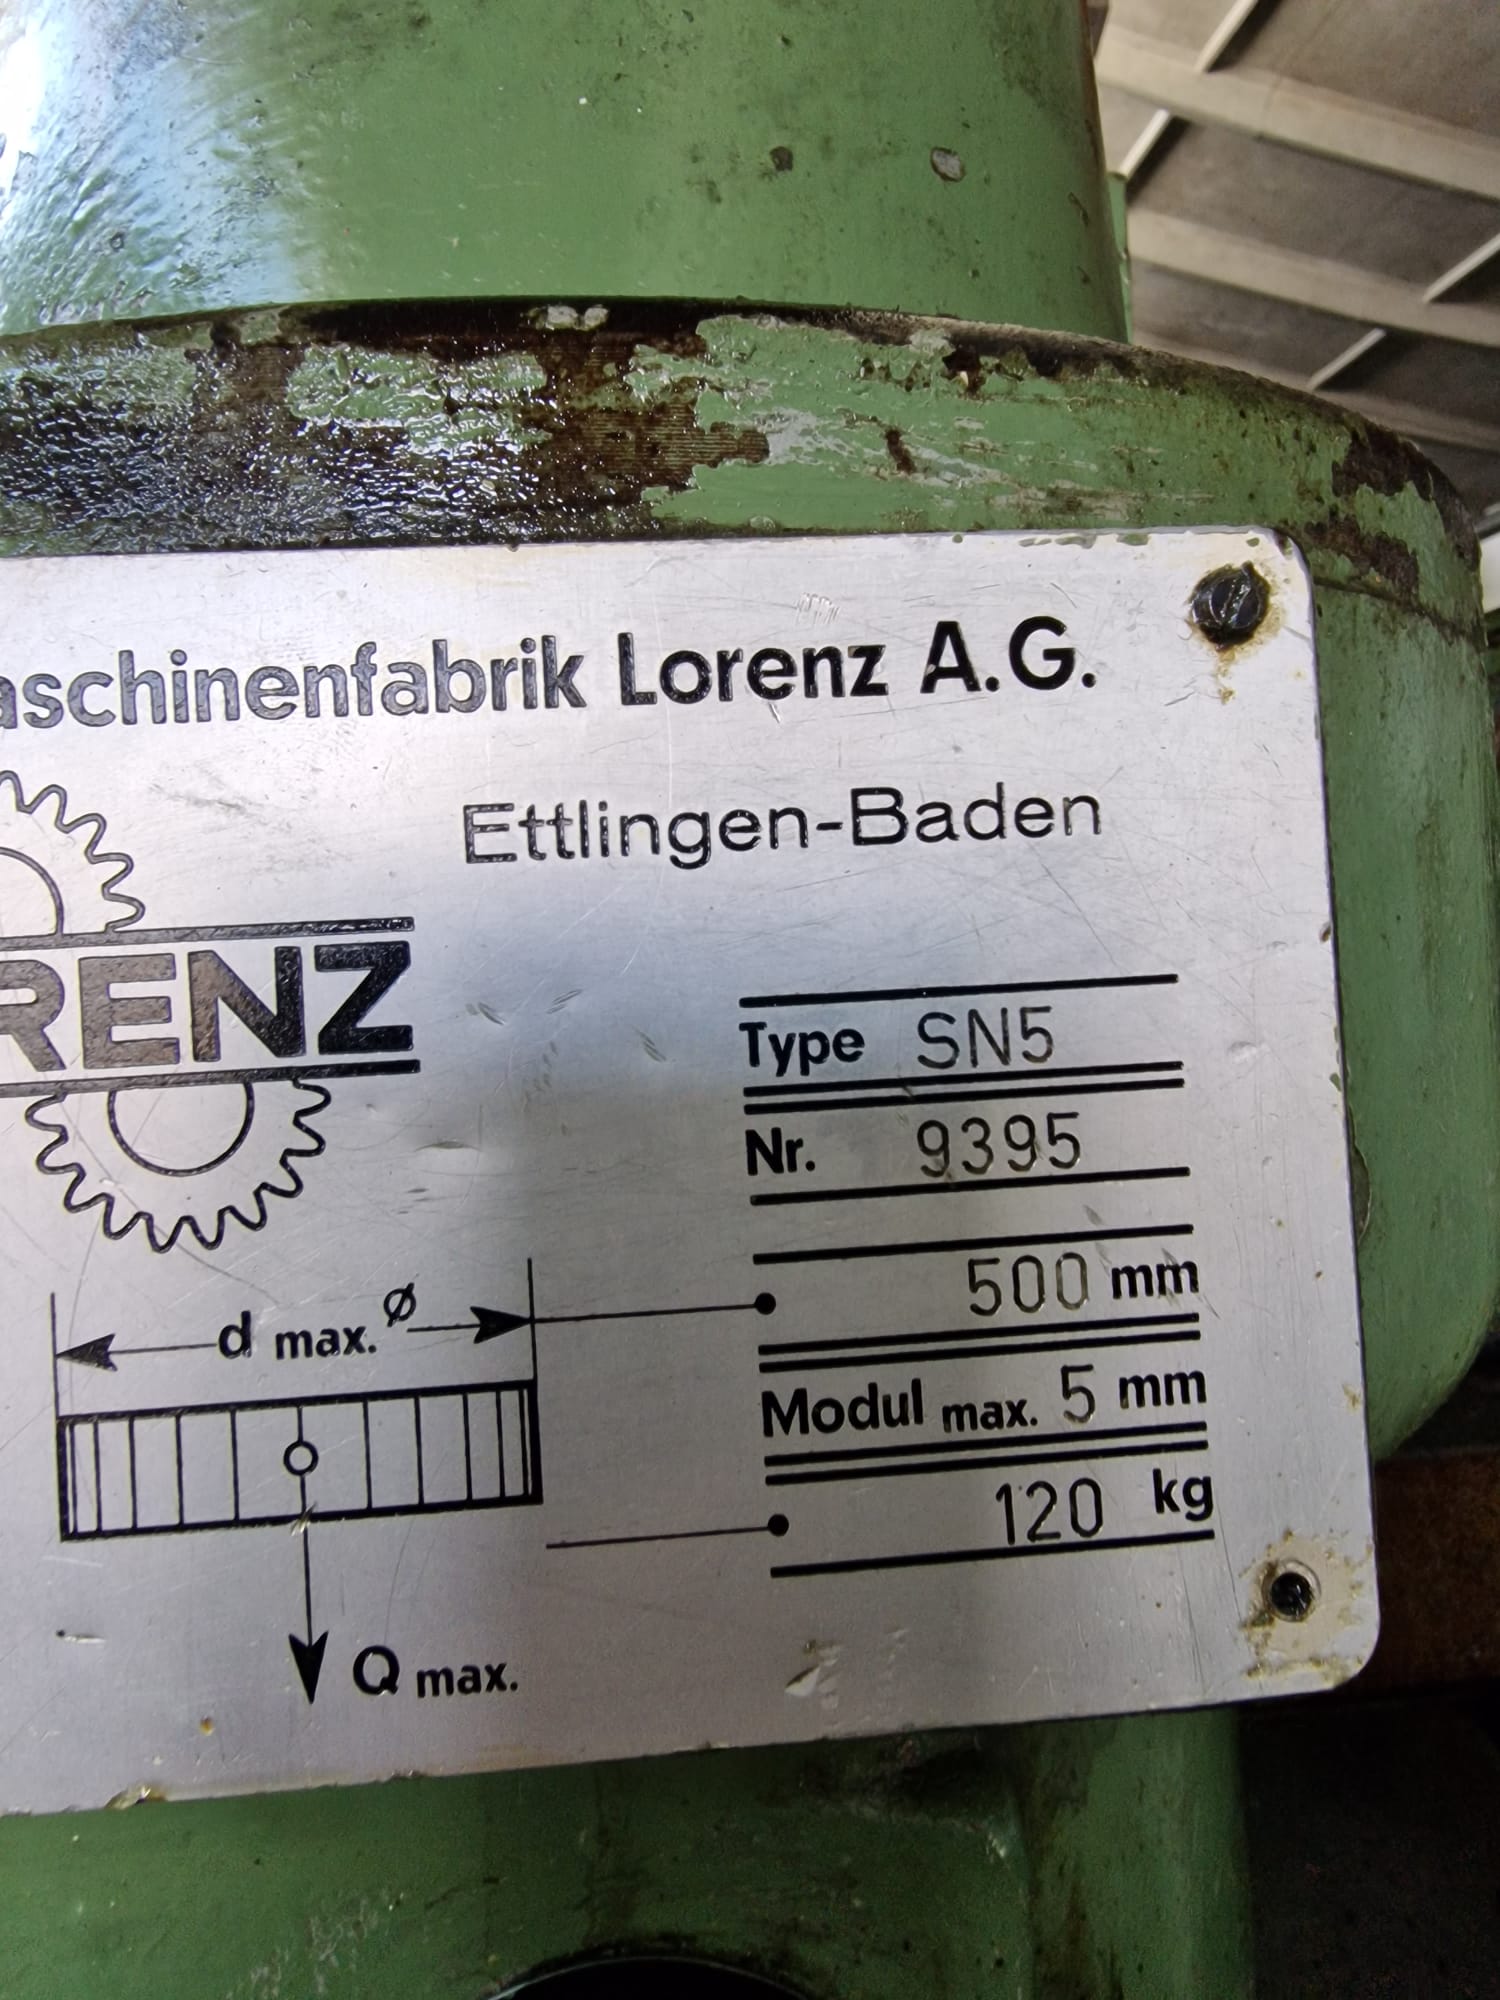 aschinenfabrik Lorenz A.G.
Ettlingen-Baden
RENZ
Type SN5
Nr. 9395
d max. ø
500 mm
Modul max. 5 mm
120 kg
Q max.